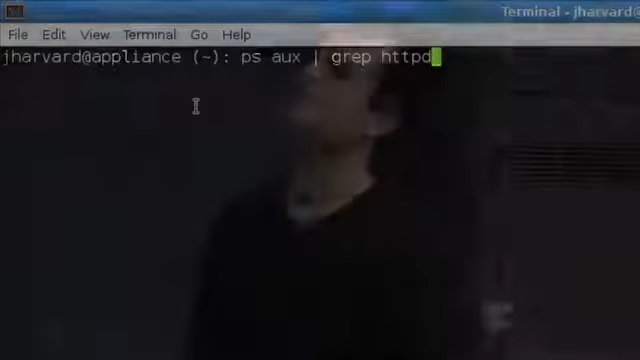 Terminal - jharvard@
File Edit View Terminal Go Help
jharvard@appliance (~): ps aux | grep httpd